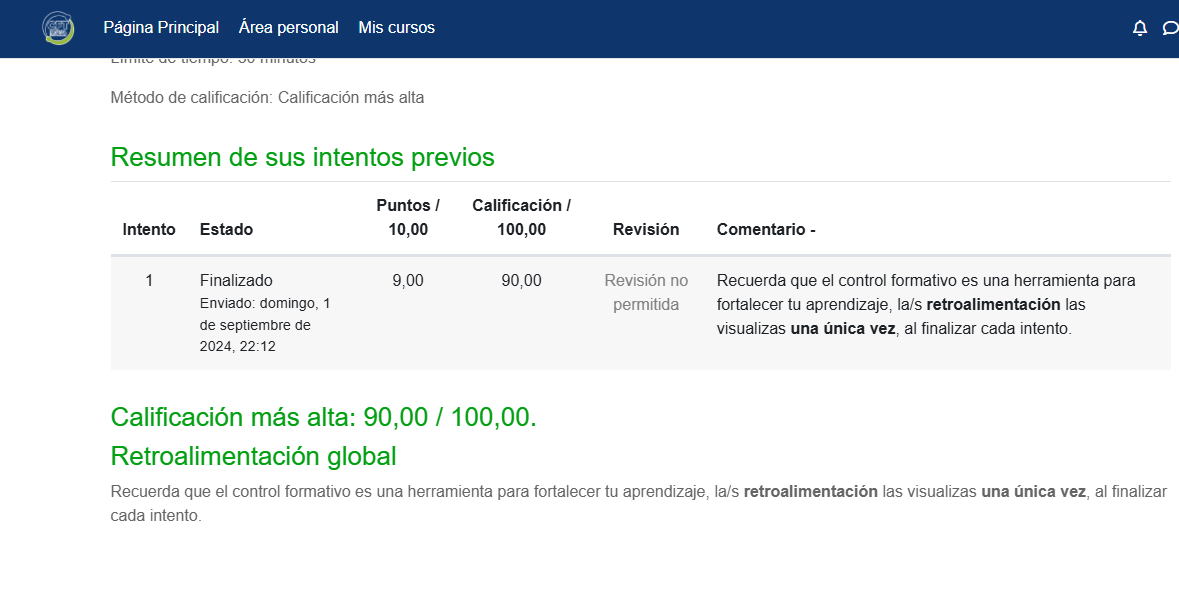 Página Principal Área personal Mis cursos
Límite de tiempo: 30 minutos
Método de calificación: Calificación más alta
Resumen de sus intentos previos
Puntos / Calificación /
Intento Estado 10,00 100,00 Revisión Comentario -
1 Finalizado 9,00 90,00 Revisión no Recuerda que el control formativo es una herramienta para
Enviado: domingo, 1 permitida fortalecer tu aprendizaje, la/s retroalimentación las
de septiembre de visualizas una única vez, al finalizar cada intento.
2024, 22:12
Calificación más alta: 90,00 / 100,00.
Retroalimentación global
Recuerda que el control formativo es una herramienta para fortalecer tu aprendizaje, la/s retroalimentación las visualizas una única vez, al finalizar
cada intento.